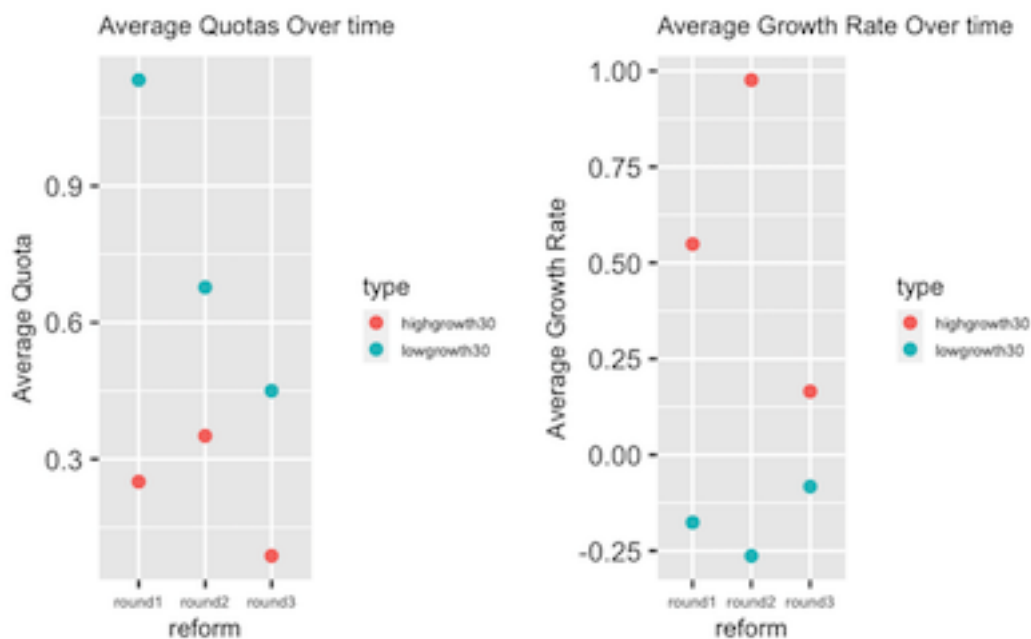 Average Quotas Over time
0.9
0.6
0.3
Average Quota
round1 round2 round3
reform
type
highgrowth30
lowgrowth30
Average Growth Rate Over time
1.00
0.75
0.50
0.25
0.00
-0.25
Average Growth Rate
round1 round2 round3
reform
type
highgrowth30
lowgrowth30